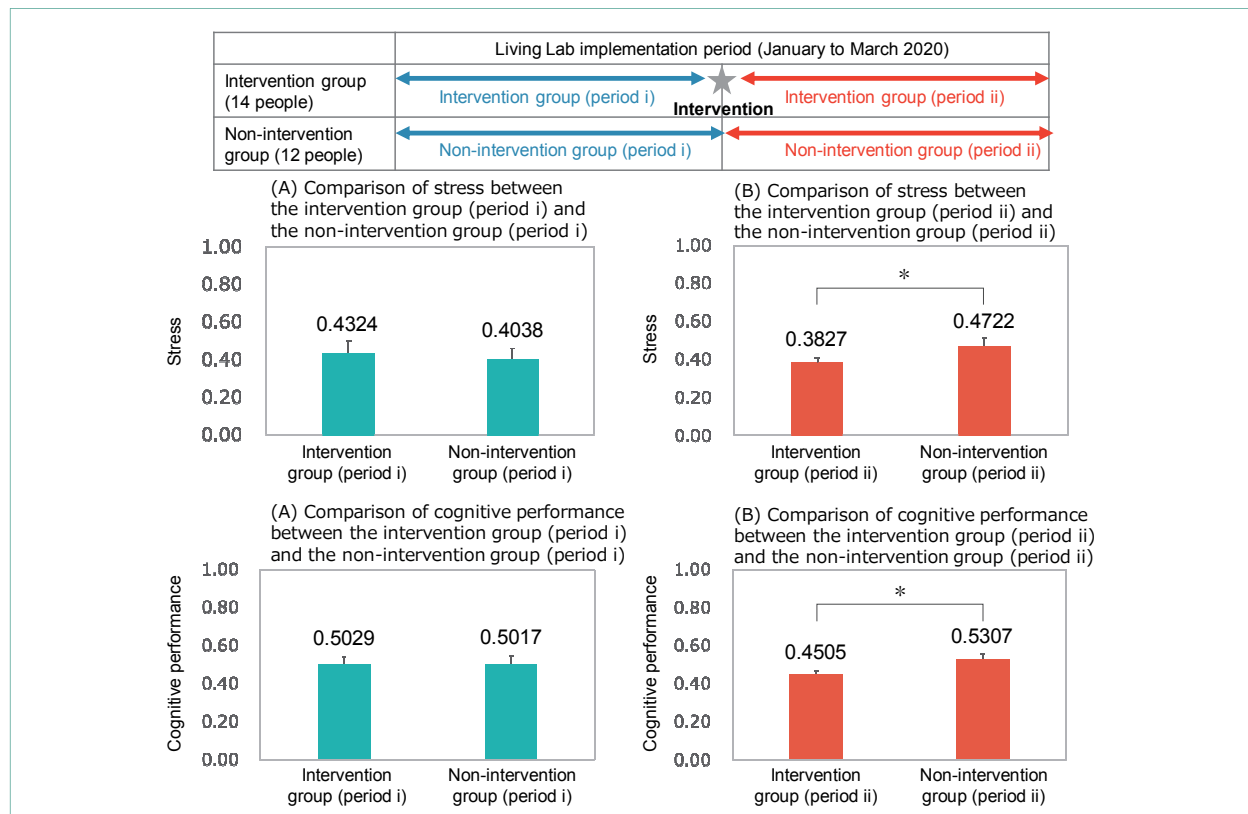 Living Lab implementation period (January to March 2020)
Intervention group
(14 people)
Intervention group (period i)
Intervention
Intervention group (period ii)
Non-intervention
group (12 people)
Non-intervention group (period i)
Non-intervention group (period ii)
(A) Comparison of stress between
the intervention group (period i) and
the non-intervention group (period i)
1.00
0.80
0.60
0.40
0.20
0.00
Stress
0.4324
0.4038
Intervention
group (period i)
Non-intervention
group (period i)
(B) Comparison of stress between
the intervention group (period ii) and
the non-intervention group (period ii)
1.00
0.80
0.60
0.40
0.20
0.00
Stress
*
0.3827
0.4722
Intervention
group (period ii)
Non-intervention
group (period ii)
(A) Comparison of cognitive performance
between the intervention group (period i)
and the non-intervention group (period i)
1.00
0.80
0.60
0.40
0.20
0.00
Cognitive performance
0.5029
0.5017
Intervention
group (period i)
Non-intervention
group (period i)
(B) Comparison of cognitive performance
between the intervention group (period ii)
and the non-intervention group (period ii)
1.00
0.80
0.60
0.40
0.20
0.00
Cognitive performance
*
0.4505
0.5307
Intervention
group (period ii)
Non-intervention
group (period ii)